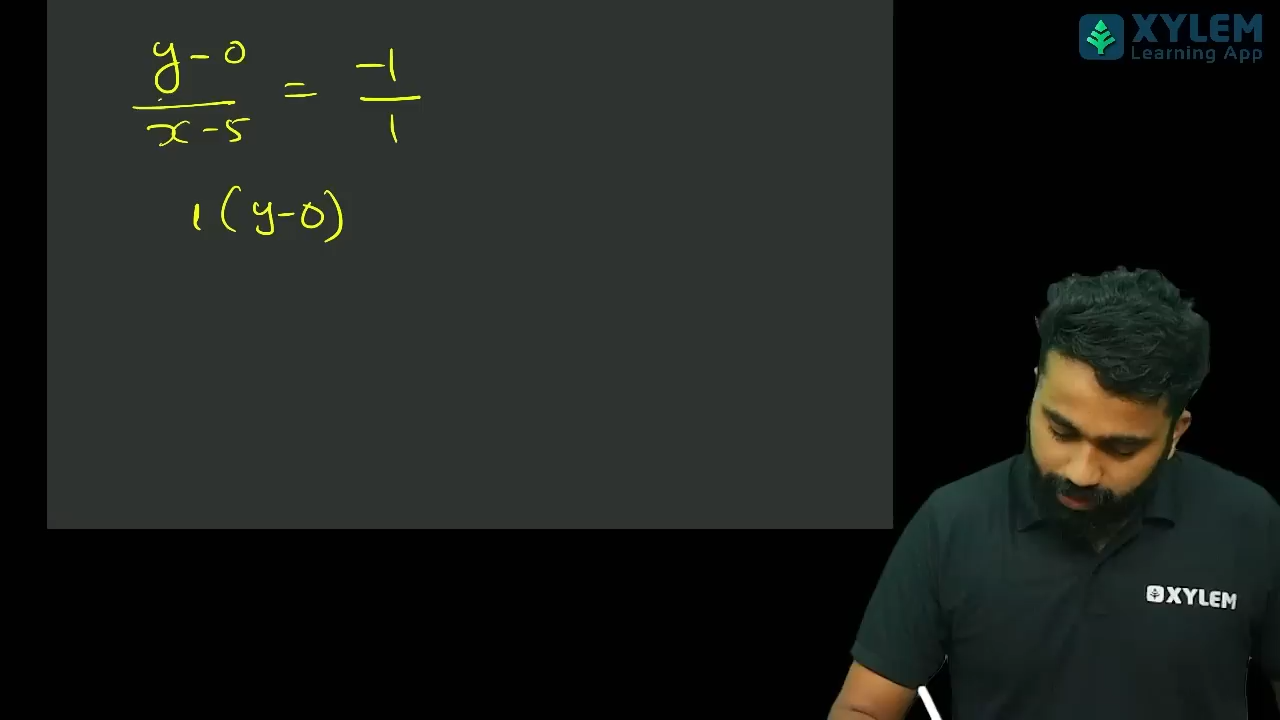 y - 0 / x - 5 = -1 / 1
1 (y - 0)
XYLEM
Learning App
XYLEM